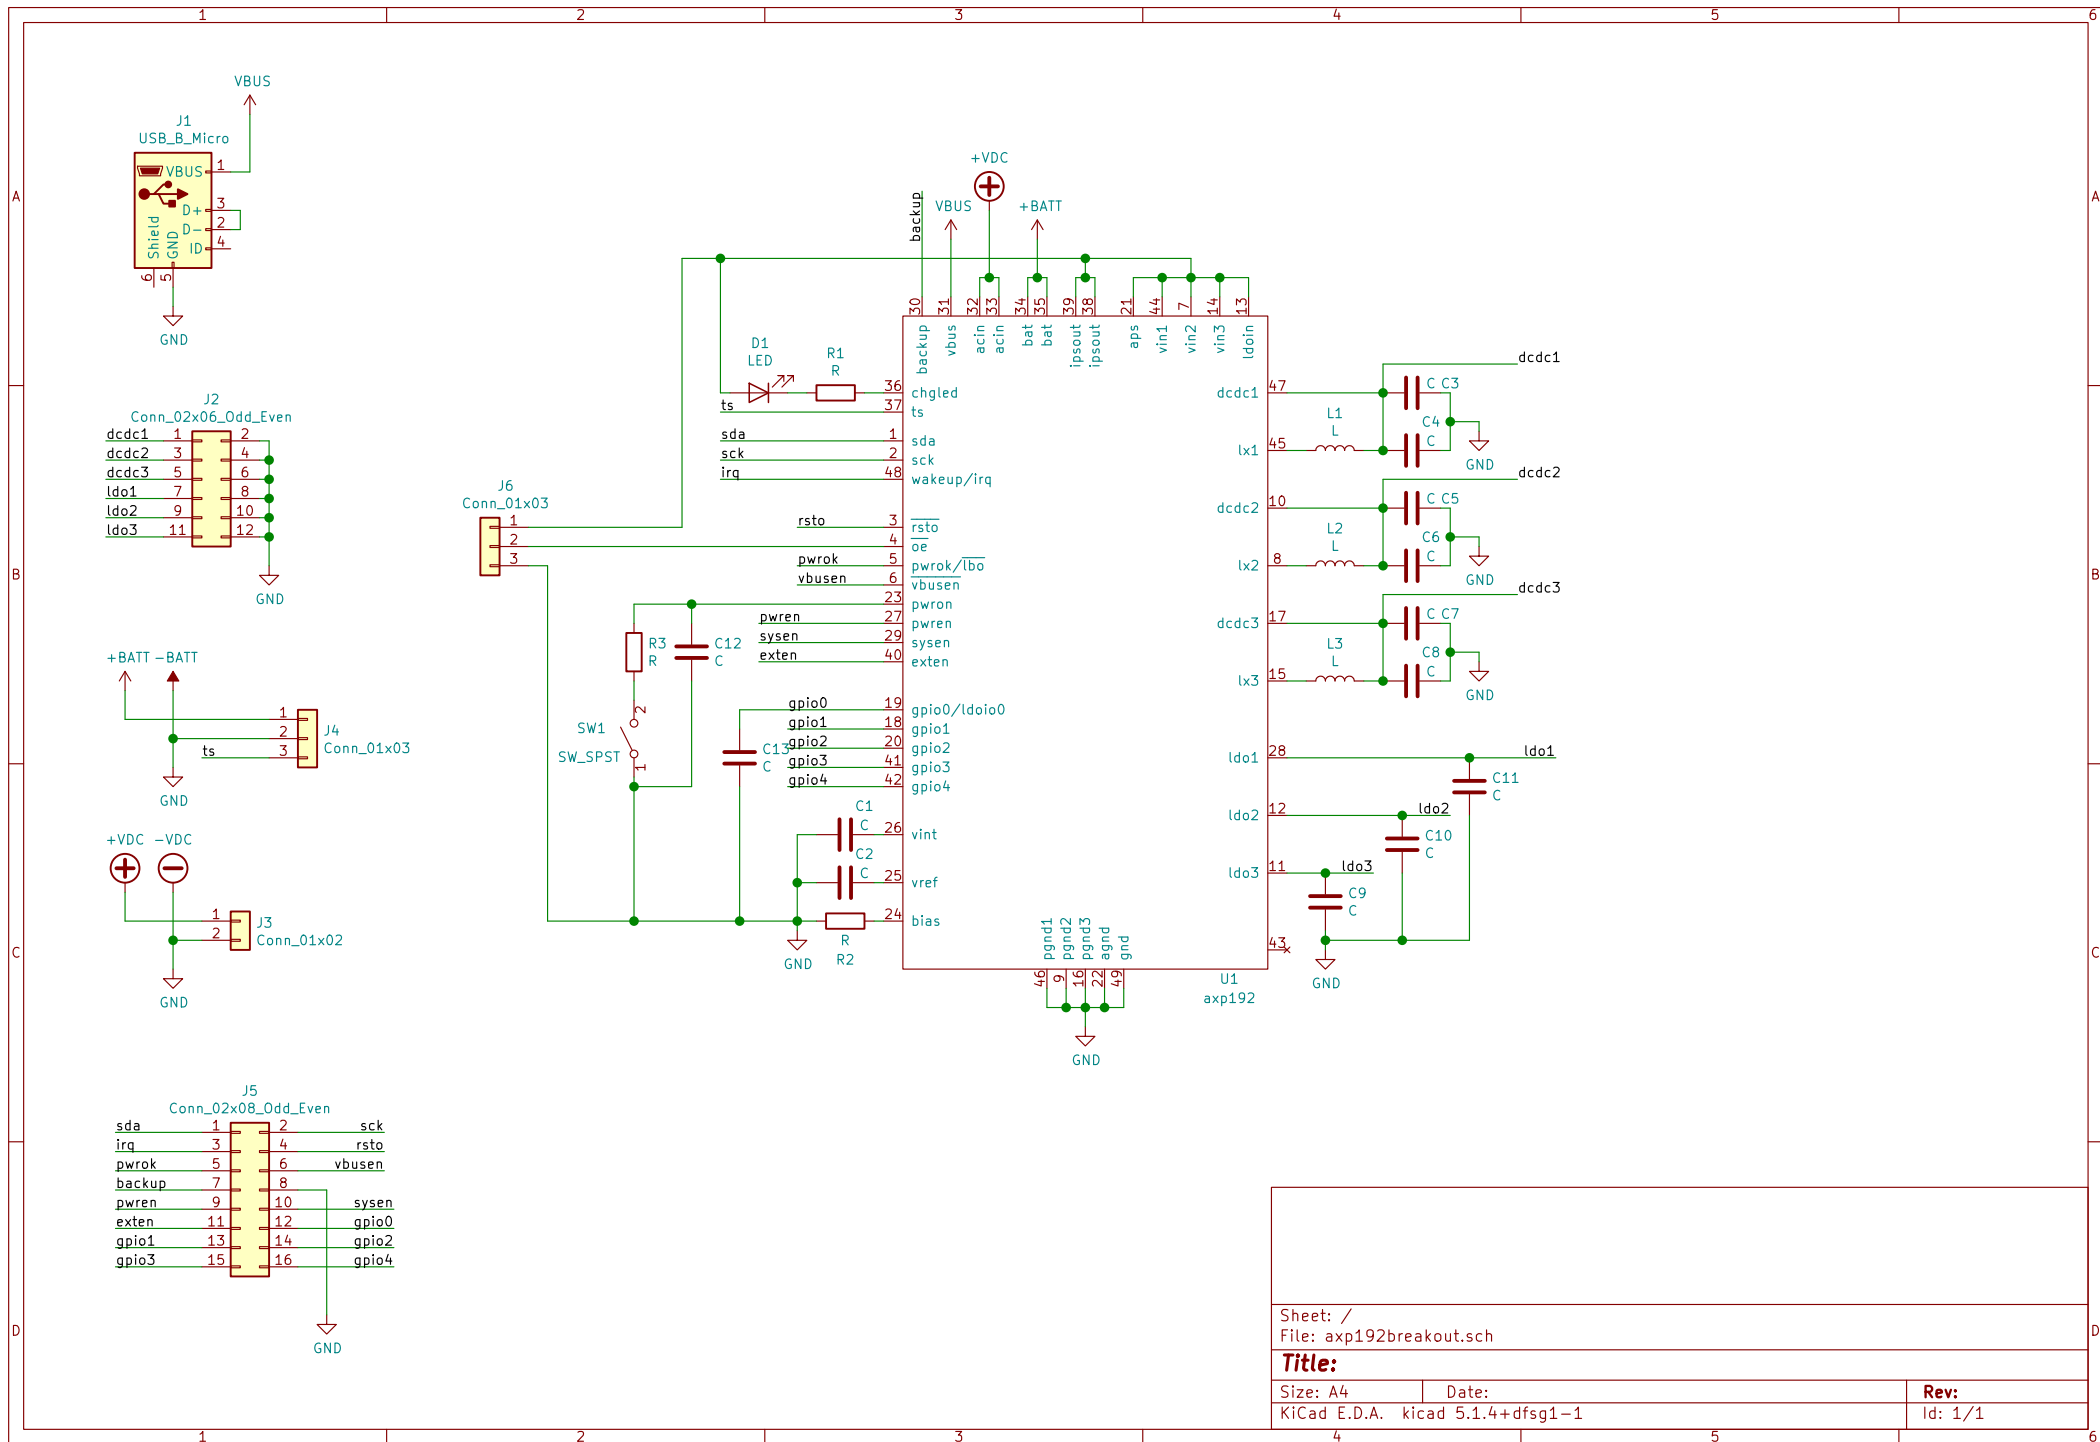 1 2 3 4 5 6
A A
B B
C C
D D
VBUS
J1
USB_B_Micro
VBUS 1
D+ 3
D- 2
ID 4
Shield
GND
6 5
GND
J2
Conn_02x06_Odd_Even
dcdc1 1 2
dcdc2 3 4
dcdc3 5 6
ldo1 7 8
ldo2 9 10
ldo3 11 12
GND
+BATT -BATT
1
2
ts 3
J4
Conn_01x03
GND
+VDC -VDC
1
2
J3
Conn_01x02
GND
J5
Conn_02x08_Odd_Even
sda 1 2 sck
irq 3 4 rsto
pwrok 5 6 vbusen
backup 7 8
pwren 9 10 sysen
exten 11 12 gpio0
gpio1 13 14 gpio2
gpio3 15 16 gpio4
GND
J6
Conn_01x03
1
2
3
+VDC
backup
VBUS
+BATT
30 31 32 33 34 35 39 38 21 44 7 14 13
backup vbus acin acin bat bat ipsout ipsout aps vin1 vin2 vin3 ldoin
D1
LED
R1
R
36 chgled
ts 37 ts
sda 1 sda
sck 2 sck
irq 48 wakeup/irq
rsto 3 rsto
4 oe
pwrok 5 pwrok/lbo
vbusen 6 vbusen
23 pwron
pwren 27 pwren
sysen 29 sysen
exten 40 exten
R3
R
C12
C
SW1
SW_SPST
2
1
gpio0 19 gpio0/ldoio0
gpio1 18 gpio1
gpio2 20 gpio2
gpio3 41 gpio3
gpio4 42 gpio4
C13
C
C1
C
26 vint
C2
C
25 vref
24 bias
R
R2
GND
pgnd1 pgnd2 pgnd3 agnd gnd
46 9 16 22 49
GND
U1
axp192
dcdc1
dcdc1 47
C C3
L1
L
C4
C
lx1 45
GND
dcdc2
dcdc2 10
C C5
L2
L
C6
C
lx2 8
GND
dcdc3
dcdc3 17
C C7
L3
L
C8
C
lx3 15
GND
ldo1 28 ldo1
C11
C
ldo2 12 ldo2
C10
C
ldo3 11 ldo3
C9
C
43
GND
Sheet: /
File: axp192breakout.sch
Title:
Size: A4 Date: Rev:
KiCad E.D.A. kicad 5.1.4+dfsg1-1 Id: 1/1
1 2 3 4 5 6